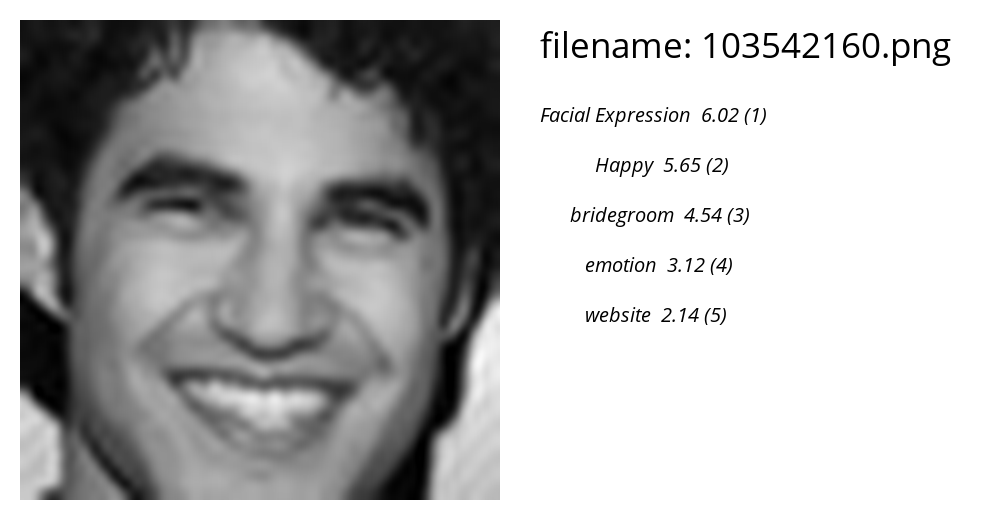 filename: 103542160.png
Facial Expression 6.02 (1)
Happy 5.65 (2)
bridegroom 4.54 (3)
emotion 3.12 (4)
website 2.14 (5)